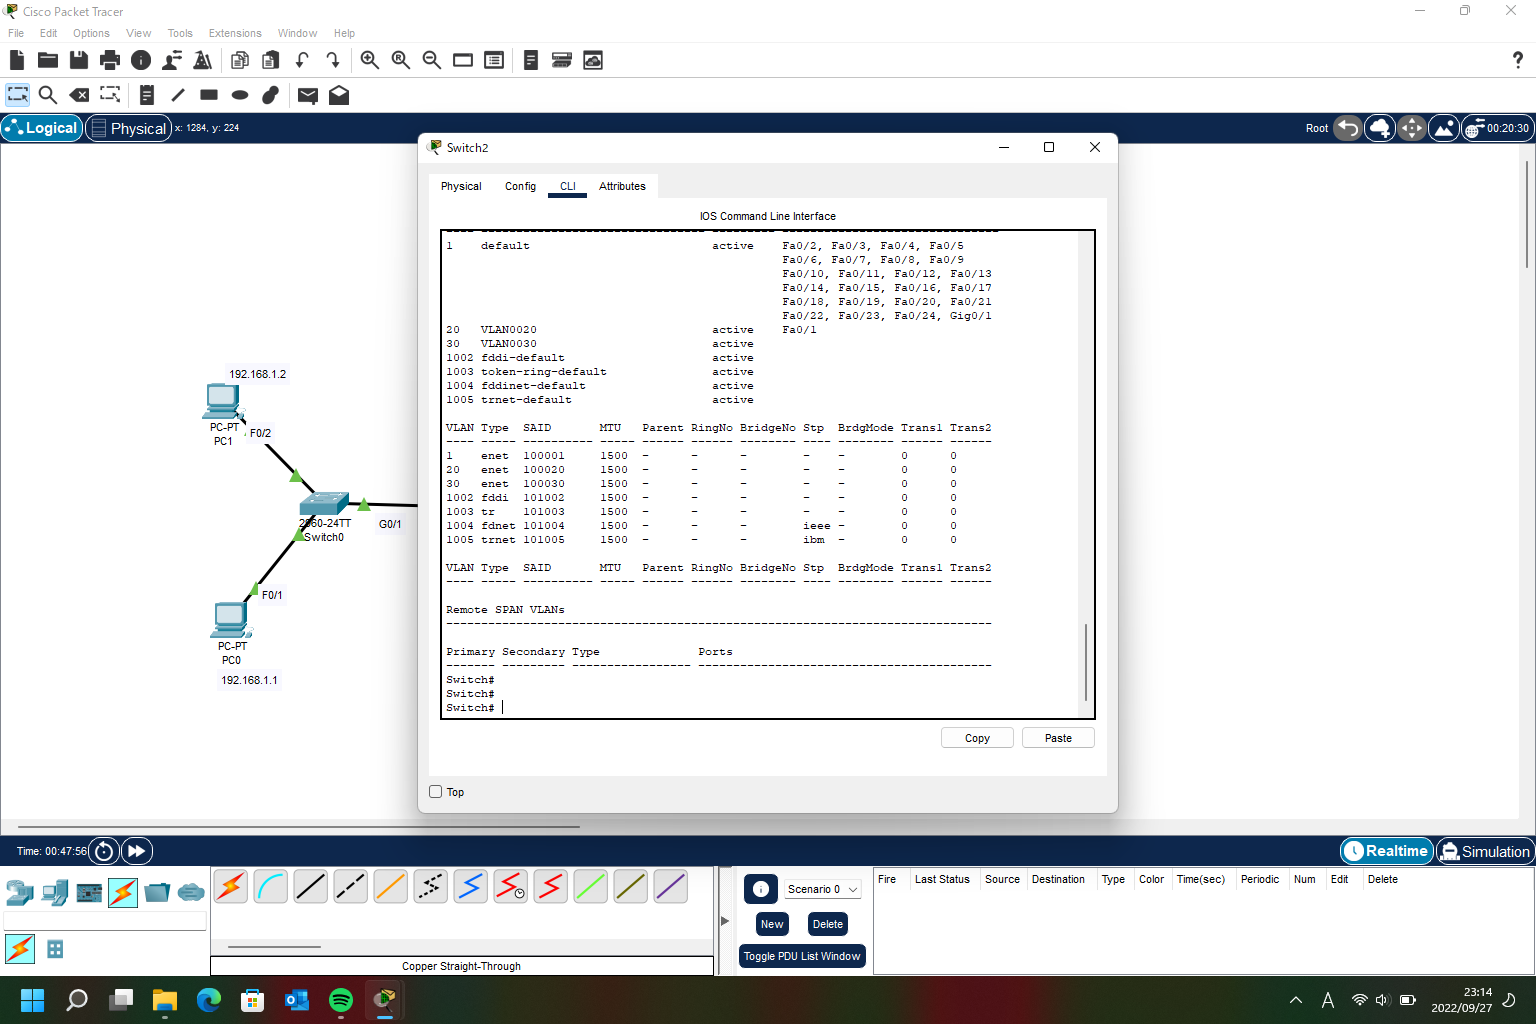 Cisco Packet Tracer
File Edit Options View Tools Extensions Window Help
?
Logical Physical x: 1284, y: 224 Root 00:20:30
Switch2
Physical Config CLI Attributes
IOS Command Line Interface
1 default active Fa0/2, Fa0/3, Fa0/4, Fa0/5
Fa0/6, Fa0/7, Fa0/8, Fa0/9
Fa0/10, Fa0/11, Fa0/12, Fa0/13
Fa0/14, Fa0/15, Fa0/16, Fa0/17
Fa0/18, Fa0/19, Fa0/20, Fa0/21
Fa0/22, Fa0/23, Fa0/24, Gig0/1
20 VLAN0020 active Fa0/1
30 VLAN0030 active
1002 fddi-default active
1003 token-ring-default active
1004 fddinet-default active
1005 trnet-default active
VLAN Type SAID MTU Parent RingNo BridgeNo Stp BrdgMode Trans1 Trans2
---- ----- ---------- ----- ------ ------ -------- ---- -------- ------ ------
1 enet 100001 1500 - - - - - 0 0
20 enet 100020 1500 - - - - - 0 0
30 enet 100030 1500 - - - - - 0 0
1002 fddi 101002 1500 - - - - - 0 0
1003 tr 101003 1500 - - - - - 0 0
1004 fdnet 101004 1500 - - - ieee - 0 0
1005 trnet 101005 1500 - - - ibm - 0 0
VLAN Type SAID MTU Parent RingNo BridgeNo Stp BrdgMode Trans1 Trans2
---- ----- ---------- ----- ------ ------ -------- ---- -------- ------ ------
Remote SPAN VLANs
------------------------------------------------------------------------------
Primary Secondary Type Ports
------- --------- ----------------- ------------------------------------------
Switch#
Switch#
Switch#
Copy Paste
Top
192.168.1.2
PC-PT
PC1
F0/2
2960-24TT
Switch0
G0/1
F0/1
PC-PT
PC0
192.168.1.1
Time: 00:47:56 Realtime Simulation
Scenario 0
New Delete
Toggle PDU List Window
Fire Last Status Source Destination Type Color Time(sec) Periodic Num Edit Delete
Copper Straight-Through
A
23:14
2022/09/27